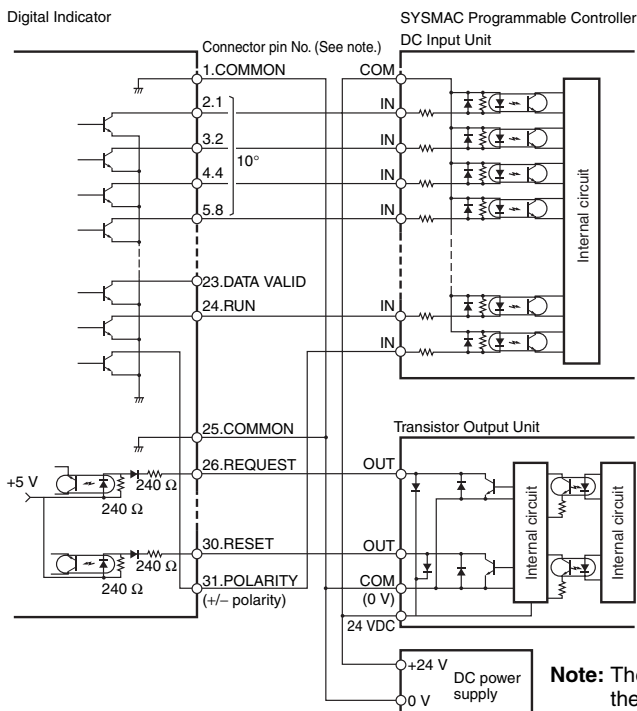 Digital Indicator
SYSMAC Programmable Controller
DC Input Unit
Connector pin No. (See note.)
1.COMMON
COM
2.1
IN
3.2
IN
10°
4.4
IN
5.8
IN
Internal circuit
23.DATA VALID
24.RUN
IN
IN
25.COMMON
Transistor Output Unit
+5 V
26.REQUEST
OUT
240 Ω
240 Ω
Internal circuit
Internal circuit
30.RESET
OUT
240 Ω
240 Ω
31.POLARITY
(+/− polarity)
COM
(0 V)
24 VDC
+24 V
DC power
supply
0 V
Note: The
the